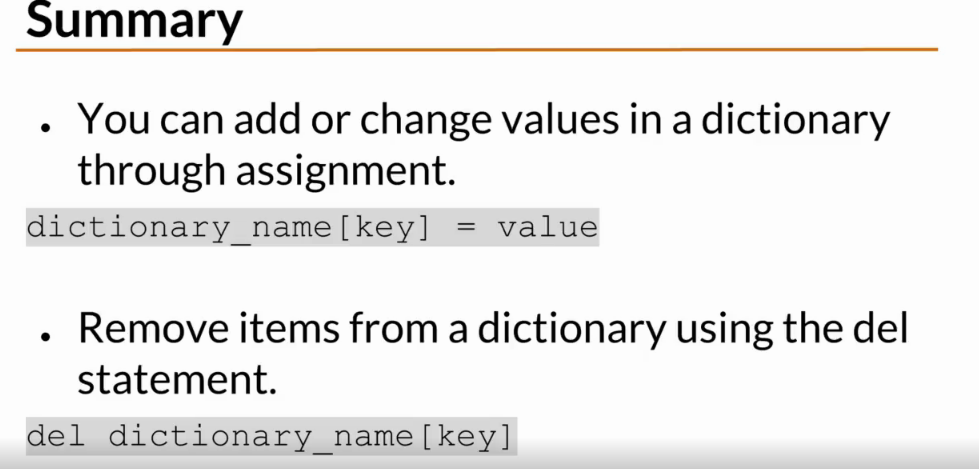 Summary
• You can add or change values in a dictionary
through assignment.
dictionary_name[key] = value
• Remove items from a dictionary using the del
statement.
del dictionary_name[key]